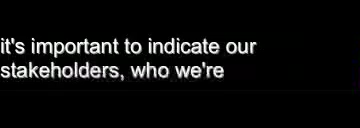 it's important to indicate our
stakeholders, who we're